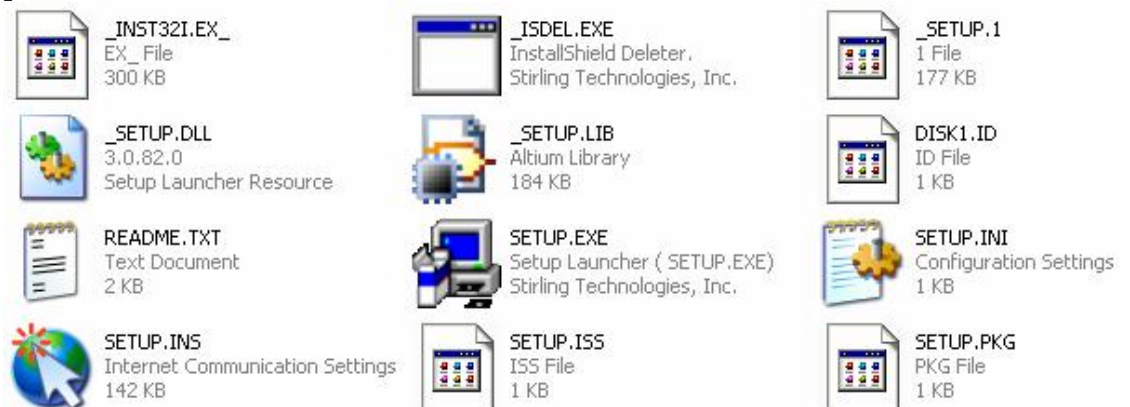 _INST32I.EX_
EX_ File
300 KB
_ISDEL.EXE
InstallShield Deleter.
Stirling Technologies, Inc.
_SETUP.1
1 File
177 KB
_SETUP.DLL
3.0.82.0
Setup Launcher Resource
_SETUP.LIB
Altium Library
184 KB
DISK1.ID
ID File
1 KB
README.TXT
Text Document
2 KB
SETUP.EXE
Setup Launcher ( SETUP.EXE)
Stirling Technologies, Inc.
SETUP.INI
Configuration Settings
1 KB
SETUP.INS
Internet Communication Settings
142 KB
SETUP.ISS
ISS File
1 KB
SETUP.PKG
PKG File
1 KB